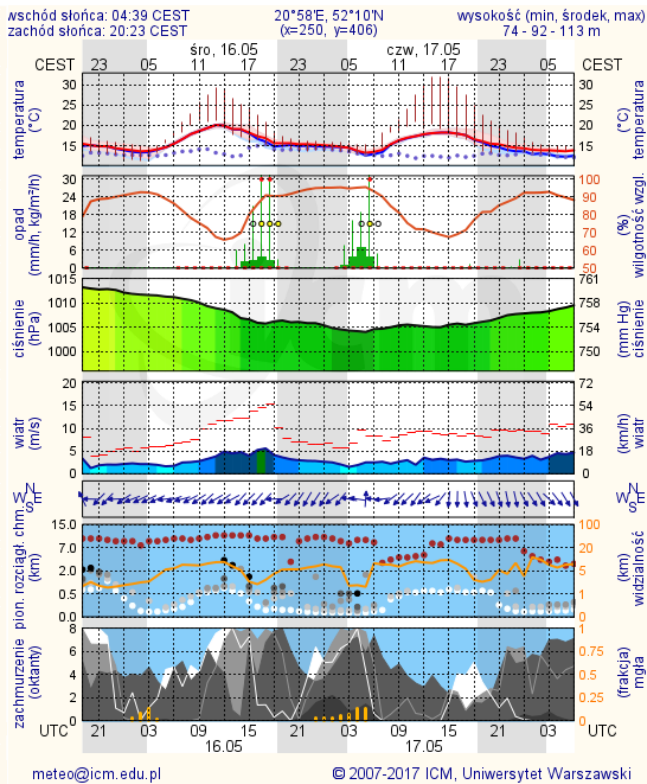 wschód słońca: 04:39 CEST 20°58'E, 52°10'N wysokość (min, środek, max)
zachód słońca: 20:23 CEST (x=250, y=406) 74 - 92 - 113 m
śro, 16.05 czw, 17.05
CEST 23 05 11 17 23 05 11 17 23 05 CEST
temperatura (°C)
30 30
25 25
20 20
15 15
temperatura (°C)
opad (mm/h, kg/m²/h)
30 100
24 90
18 80
12 70
6 60
0 50
(%) wilgotność wzgl.
ciśnienie (hPa)
1015 761
1010 758
1005 754
1000 750
(mm Hg) ciśnienie
wiatr (m/s)
20 72
15 54
10 36
5 18
0 0
(km/h) wiatr
N N
W E W E
S S
pion. rozciągł. chm. (km)
15.0 100
7.0 20
2.0 5
0.5 1
0.0 0
(km) widzialność
zachmurzenie (oktanty)
8 1
6 0.75
4 0.5
2 0.25
0 0
(frakcja) mgła
UTC 21 03 09 15 21 03 09 15 21 03 UTC
16.05 17.05
meteo@icm.edu.pl © 2007-2017 ICM, Uniwersytet Warszawski